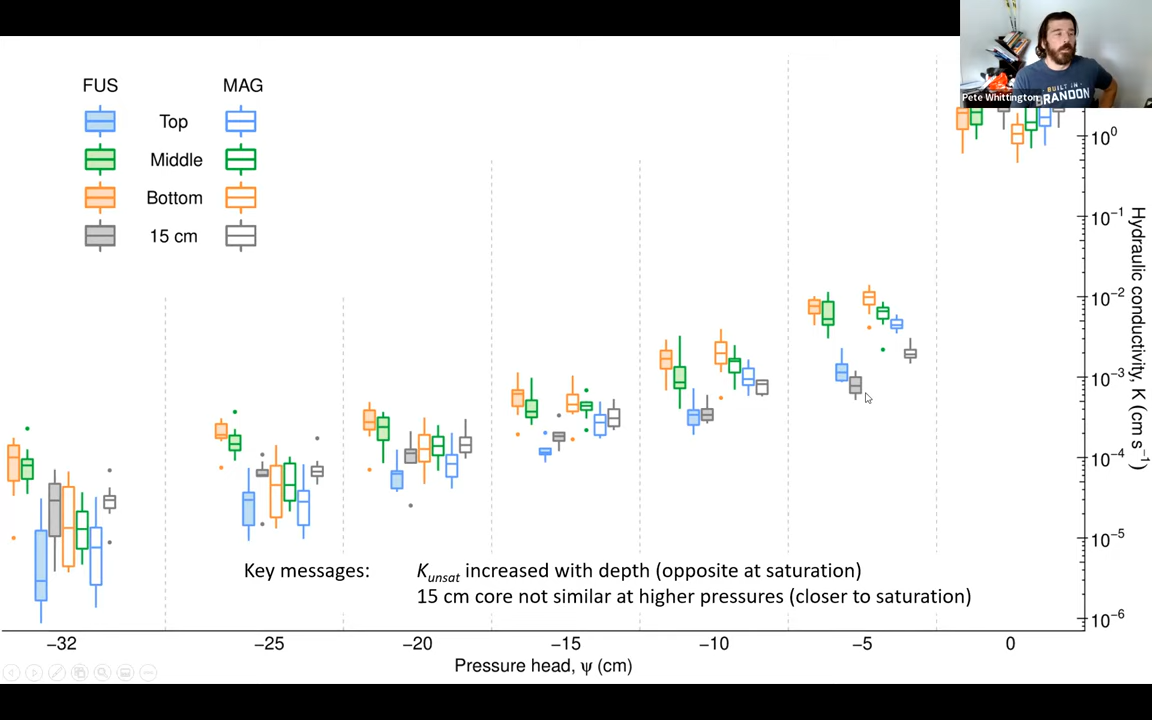 FUS MAG
Top
Middle
Bottom
15 cm
Pete Whittington
BUILT IN
BRANDON
10⁰
10⁻¹
10⁻²
10⁻³
10⁻⁴
10⁻⁵
10⁻⁶
Hydraulic conductivity, K (cm s⁻¹)
Key messages: Kunsat increased with depth (opposite at saturation)
15 cm core not similar at higher pressures (closer to saturation)
−32 −25 −20 −15 −10 −5 0
Pressure head, ψ (cm)